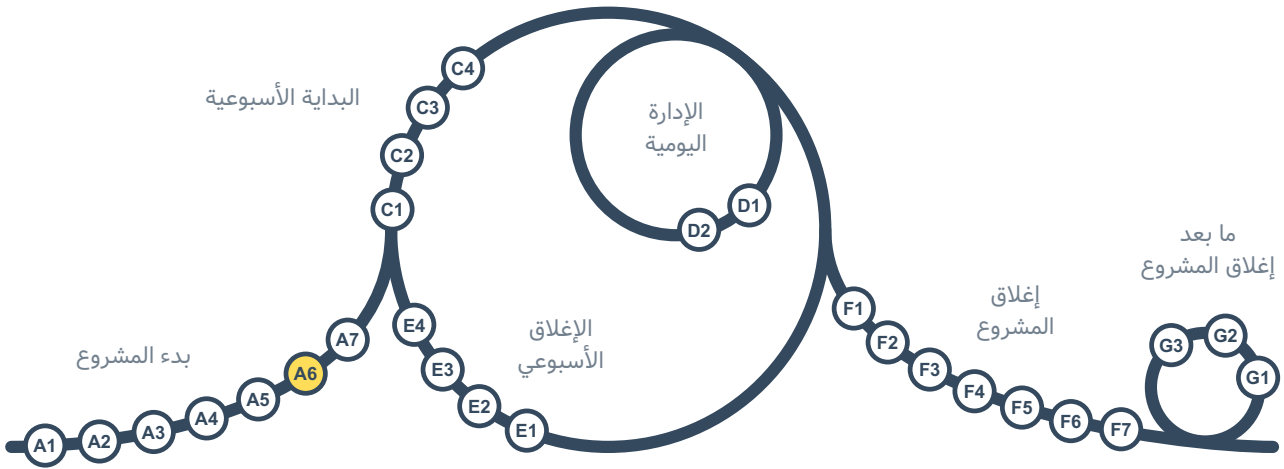 البداية الأسبوعية
C4
C3
C2
C1
الإدارة
اليومية
D1
D2
ما بعد
إغلاق المشروع
G3
G2
G1
إغلاق
المشروع
F1
F2
F3
F4
F5
F6
F7
الإغلاق
الأسبوعي
E4
E3
E2
E1
بدء المشروع
A1
A2
A3
A4
A5
A6
A7